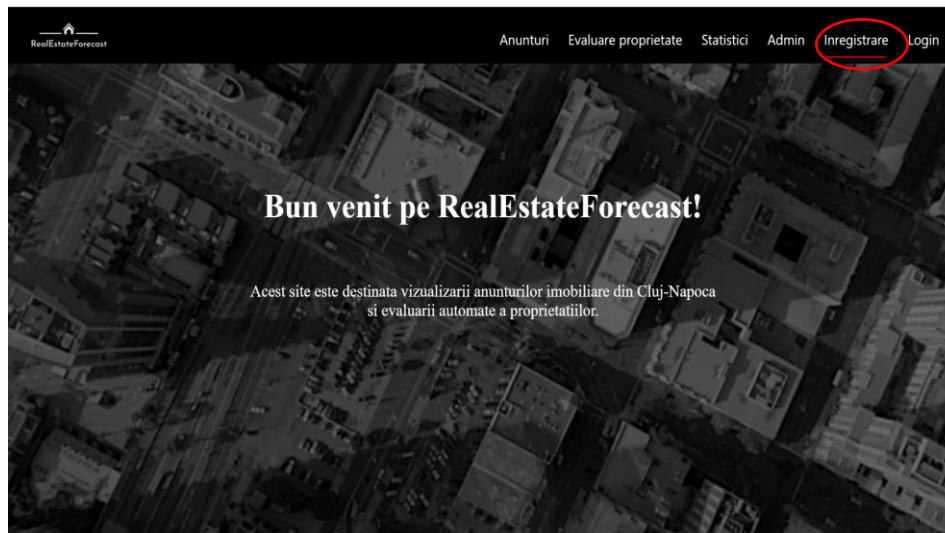 RealEstateForecast
Anunturi Evaluare proprietate Statistici Admin Inregistrare Login
Bun venit pe RealEstateForecast!
Acest site este destinata vizualizarii anunturilor imobiliare din Cluj-Napoca
si evaluarii automate a proprietatiilor.